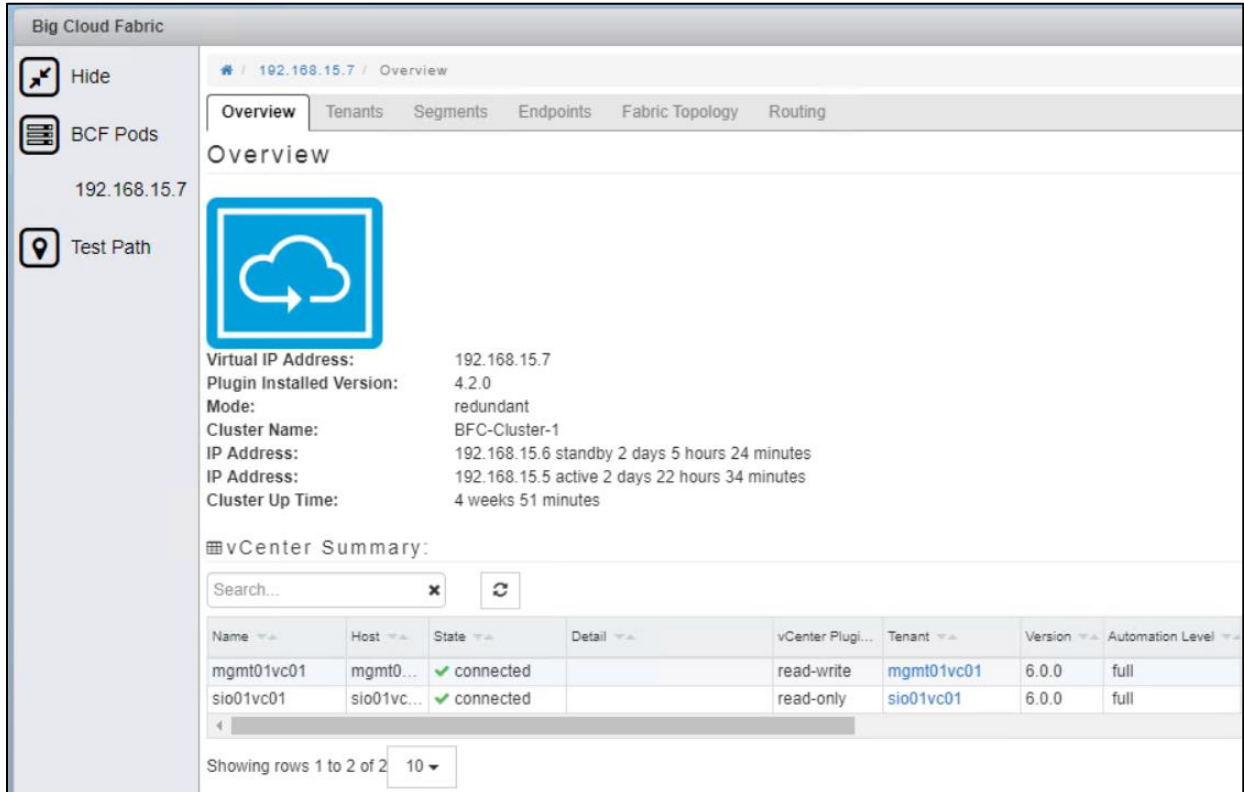 Big Cloud Fabric
Hide
BCF Pods
192.168.15.7
Test Path
/ 192.168.15.7 / Overview
Overview Tenants Segments Endpoints Fabric Topology Routing
Overview
Virtual IP Address: 192.168.15.7
Plugin Installed Version: 4.2.0
Mode: redundant
Cluster Name: BFC-Cluster-1
IP Address: 192.168.15.6 standby 2 days 5 hours 24 minutes
IP Address: 192.168.15.5 active 2 days 22 hours 34 minutes
Cluster Up Time: 4 weeks 51 minutes
vCenter Summary:
Search...
Name Host State Detail vCenter Plugi... Tenant Version Automation Level
mgmt01vc01 mgmt0... connected read-write mgmt01vc01 6.0.0 full
sio01vc01 sio01vc... connected read-only sio01vc01 6.0.0 full
Showing rows 1 to 2 of 2 10